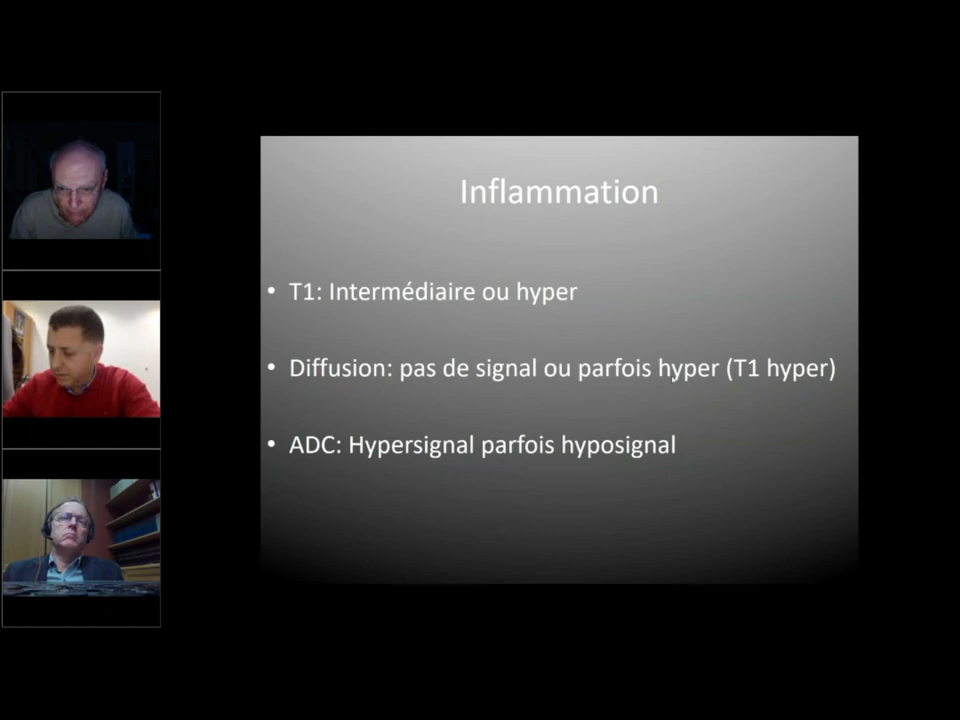 Inflammation
• T1: Intermédiaire ou hyper
• Diffusion: pas de signal ou parfois hyper (T1 hyper)
• ADC: Hypersignal parfois hyposignal